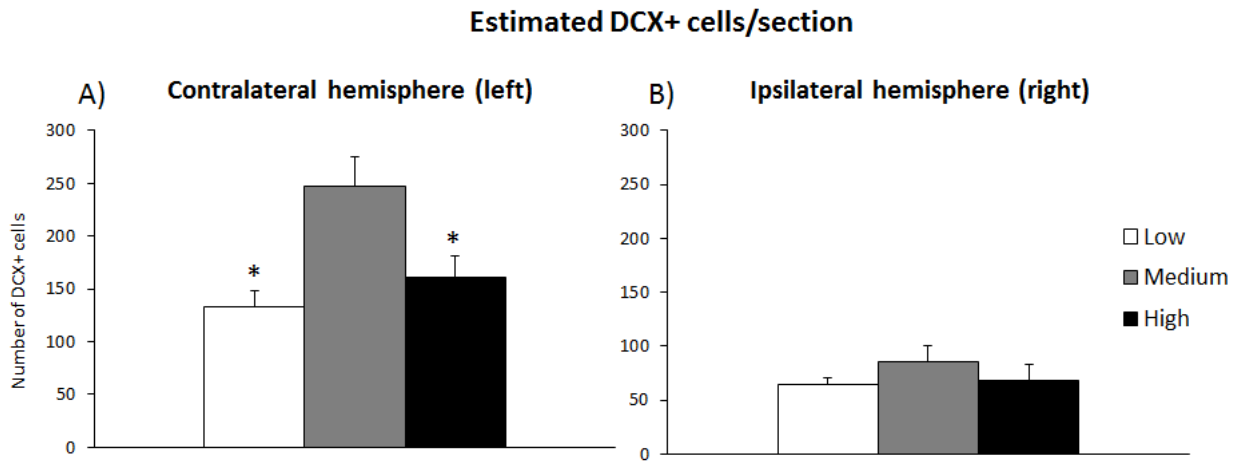 Estimated DCX+ cells/section
A) Contralateral hemisphere (left)
300
250
200
150
100
50
0
Number of DCX+ cells
*
*
B) Ipsilateral hemisphere (right)
300
250
200
150
100
50
0
Low
Medium
High